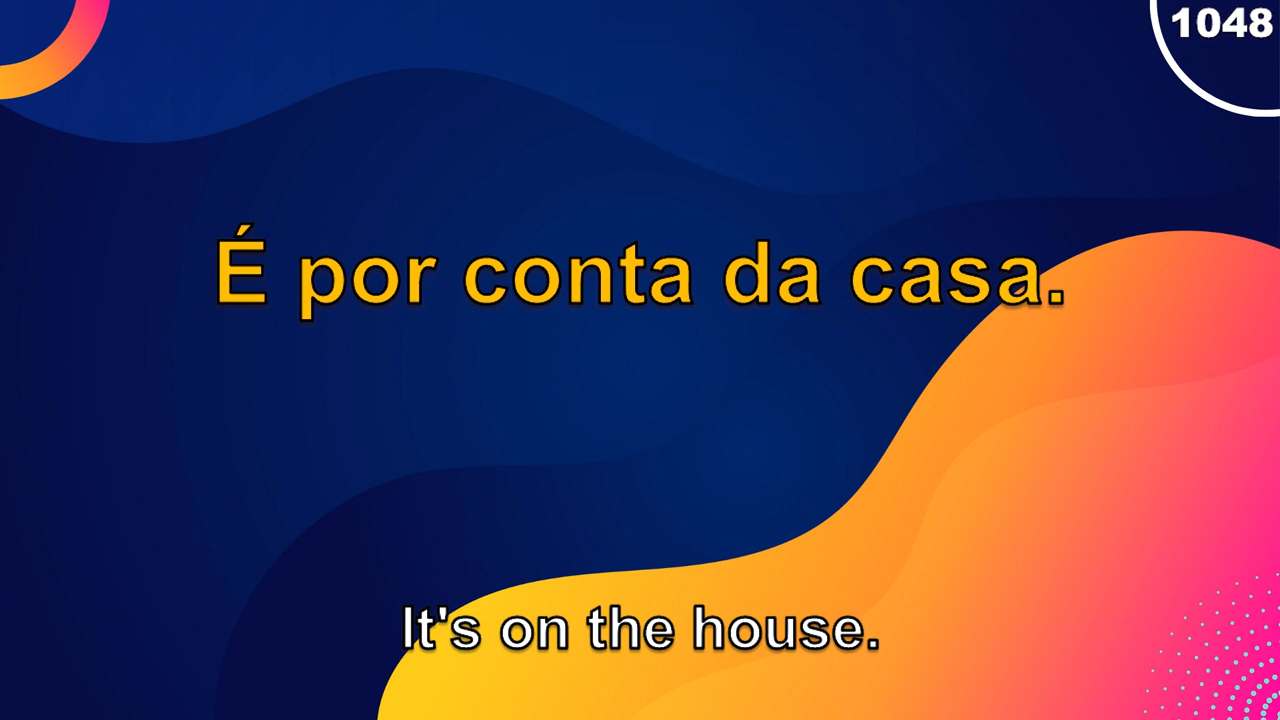 1048
É por conta da casa.
It's on the house.